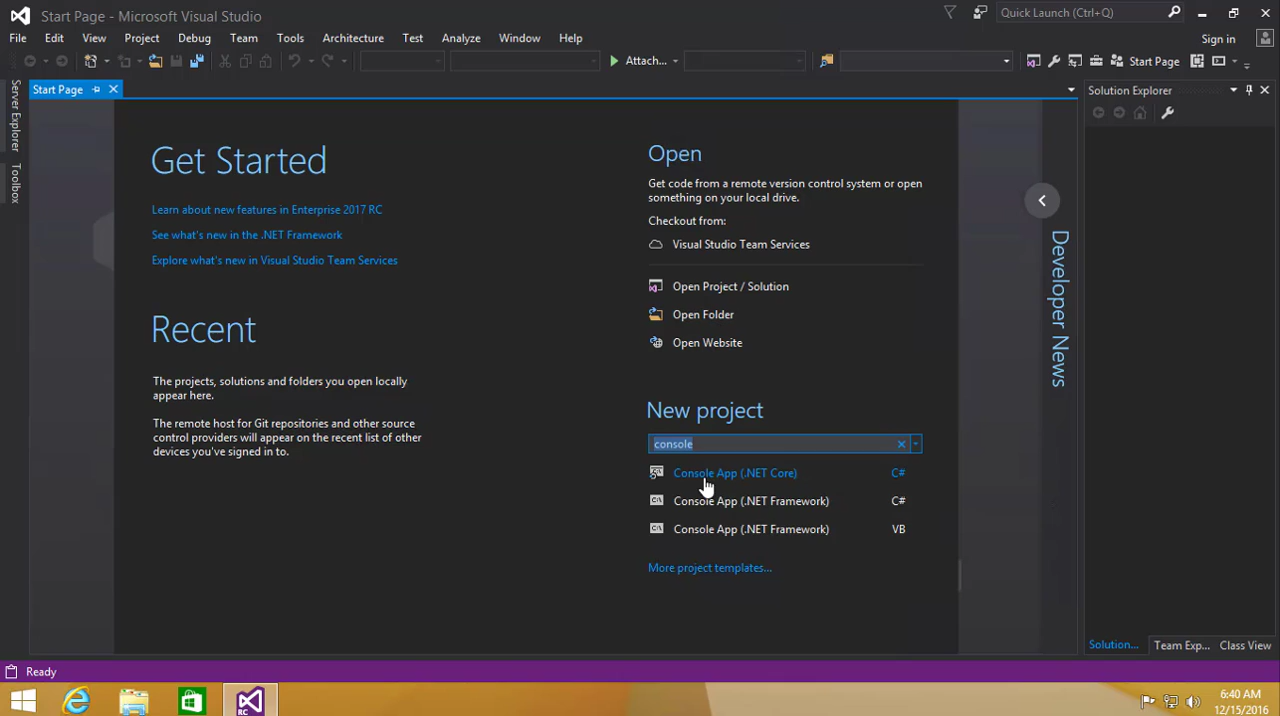 Start Page - Microsoft Visual Studio
Quick Launch (Ctrl+Q)
File Edit View Project Debug Team Tools Architecture Test Analyze Window Help
Sign in
Attach...
Start Page
Start Page
Solution Explorer
Server Explorer
Toolbox
Get Started
Learn about new features in Enterprise 2017 RC
See what's new in the .NET Framework
Explore what's new in Visual Studio Team Services
Recent
The projects, solutions and folders you open locally
appear here.
The remote host for Git repositories and other source
control providers will appear on the recent list of other
devices you've signed in to.
Open
Get code from a remote version control system or open
something on your local drive.
Checkout from:
Visual Studio Team Services
Open Project / Solution
Open Folder
Open Website
New project
console
Console App (.NET Core) C#
Console App (.NET Framework) C#
Console App (.NET Framework) VB
More project templates...
Developer News
Solution... Team Exp... Class View
Ready
RC
6:40 AM
12/15/2016